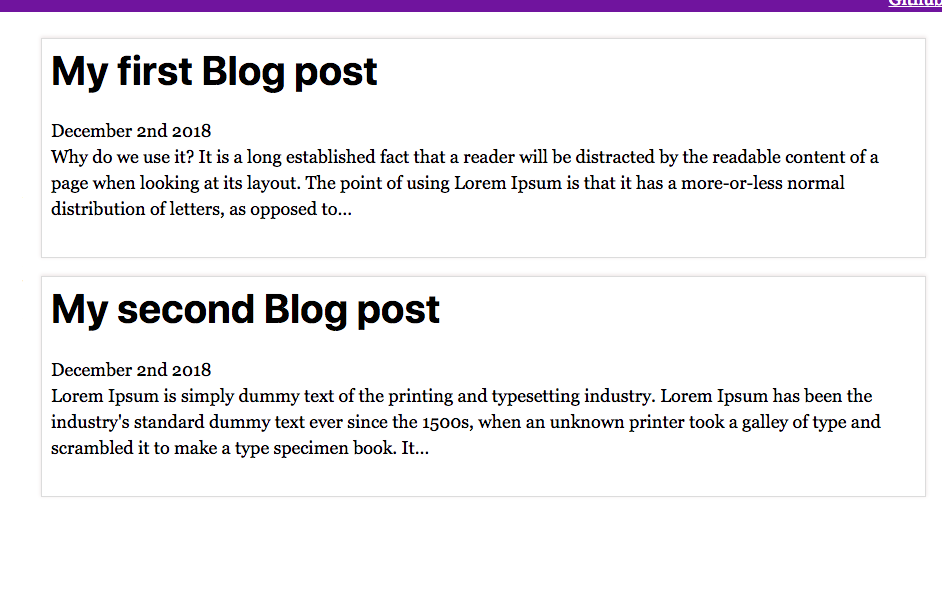 Github
My first Blog post
December 2nd 2018
Why do we use it? It is a long established fact that a reader will be distracted by the readable content of a
page when looking at its layout. The point of using Lorem Ipsum is that it has a more-or-less normal
distribution of letters, as opposed to...
My second Blog post
December 2nd 2018
Lorem Ipsum is simply dummy text of the printing and typesetting industry. Lorem Ipsum has been the
industry's standard dummy text ever since the 1500s, when an unknown printer took a galley of type and
scrambled it to make a type specimen book. It...